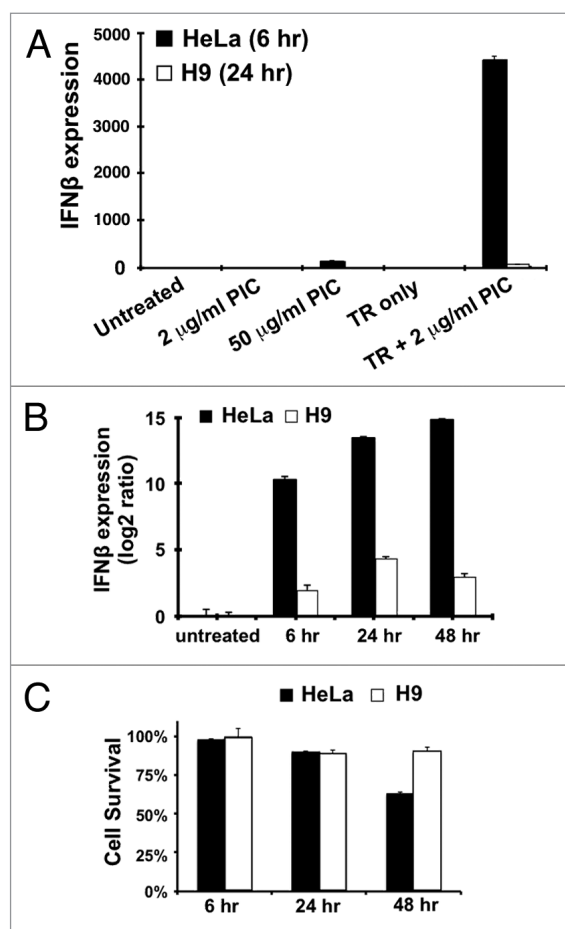 A
IFNβ expression
5000
4000
3000
2000
1000
0
HeLa (6 hr)
H9 (24 hr)
Untreated
2 μg/ml PIC
50 μg/ml PIC
TR only
TR + 2 μg/ml PIC
B
IFNβ expression
(log2 ratio)
15
10
5
0
HeLa H9
untreated 6 hr 24 hr 48 hr
C
HeLa H9
Cell Survival
100%
75%
50%
25%
0%
6 hr 24 hr 48 hr